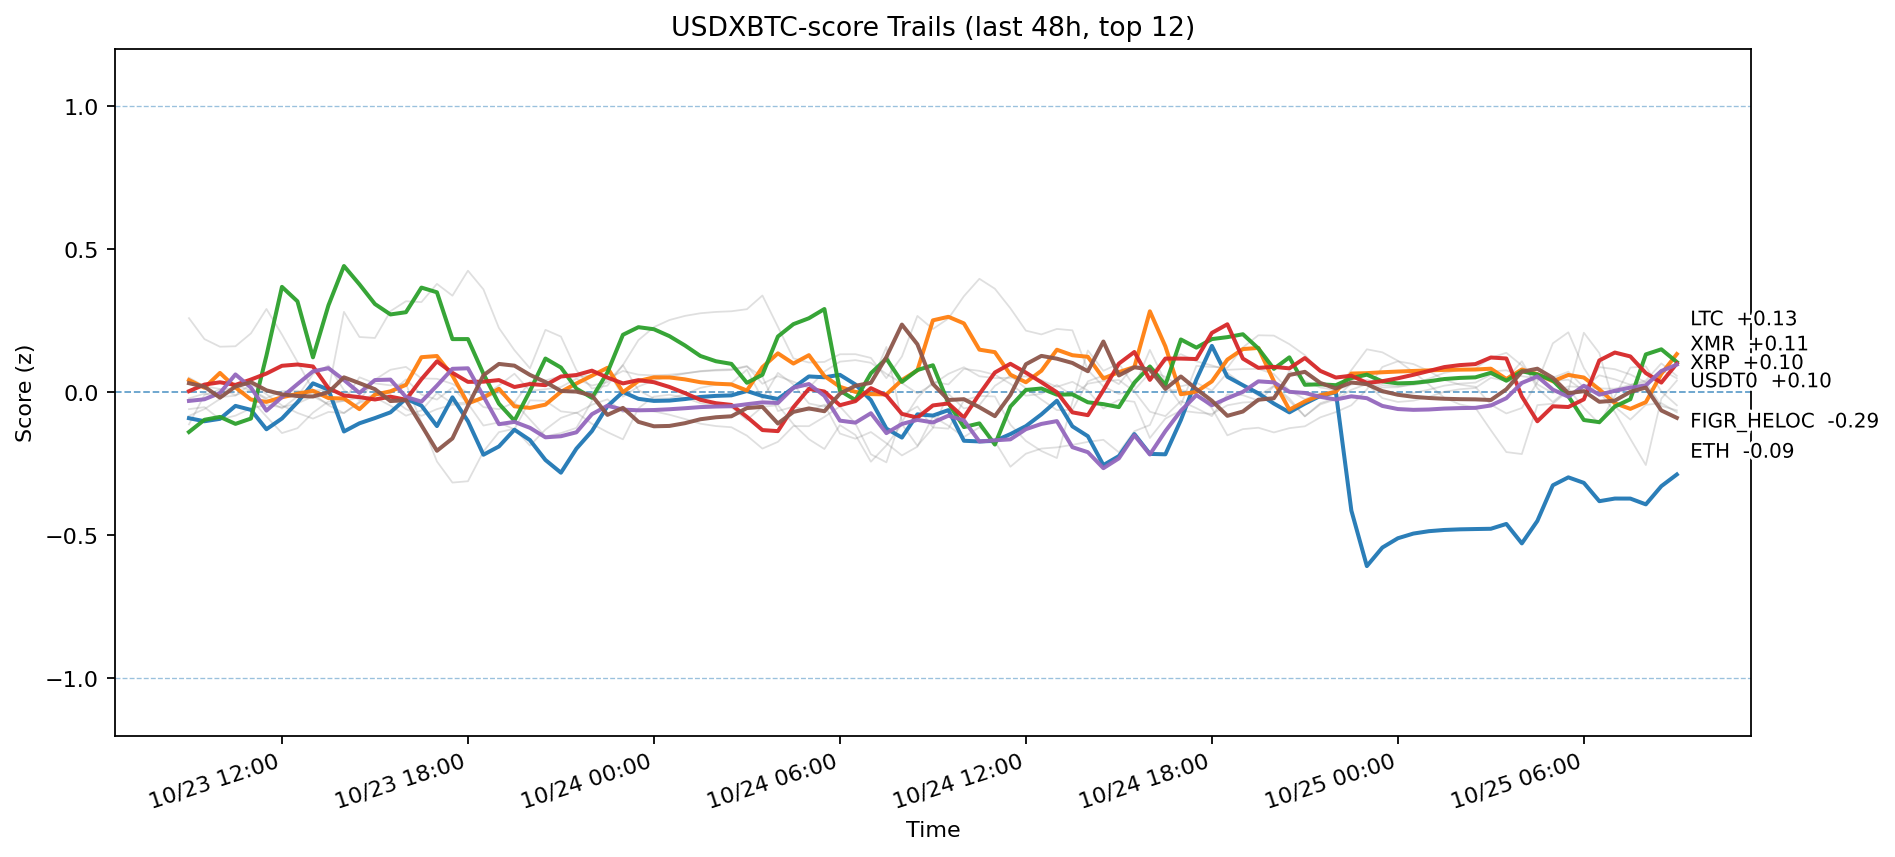 USDXBTC-score Trails (last 48h, top 12)
Score (z)
1.0
0.5
0.0
−0.5
−1.0
LTC +0.13
XMR +0.11
XRP +0.10
USDT0 +0.10
FIGR_HELOC -0.29
ETH -0.09
10/23 12:00
10/23 18:00
10/24 00:00
10/24 06:00
10/24 12:00
10/24 18:00
10/25 00:00
10/25 06:00
Time